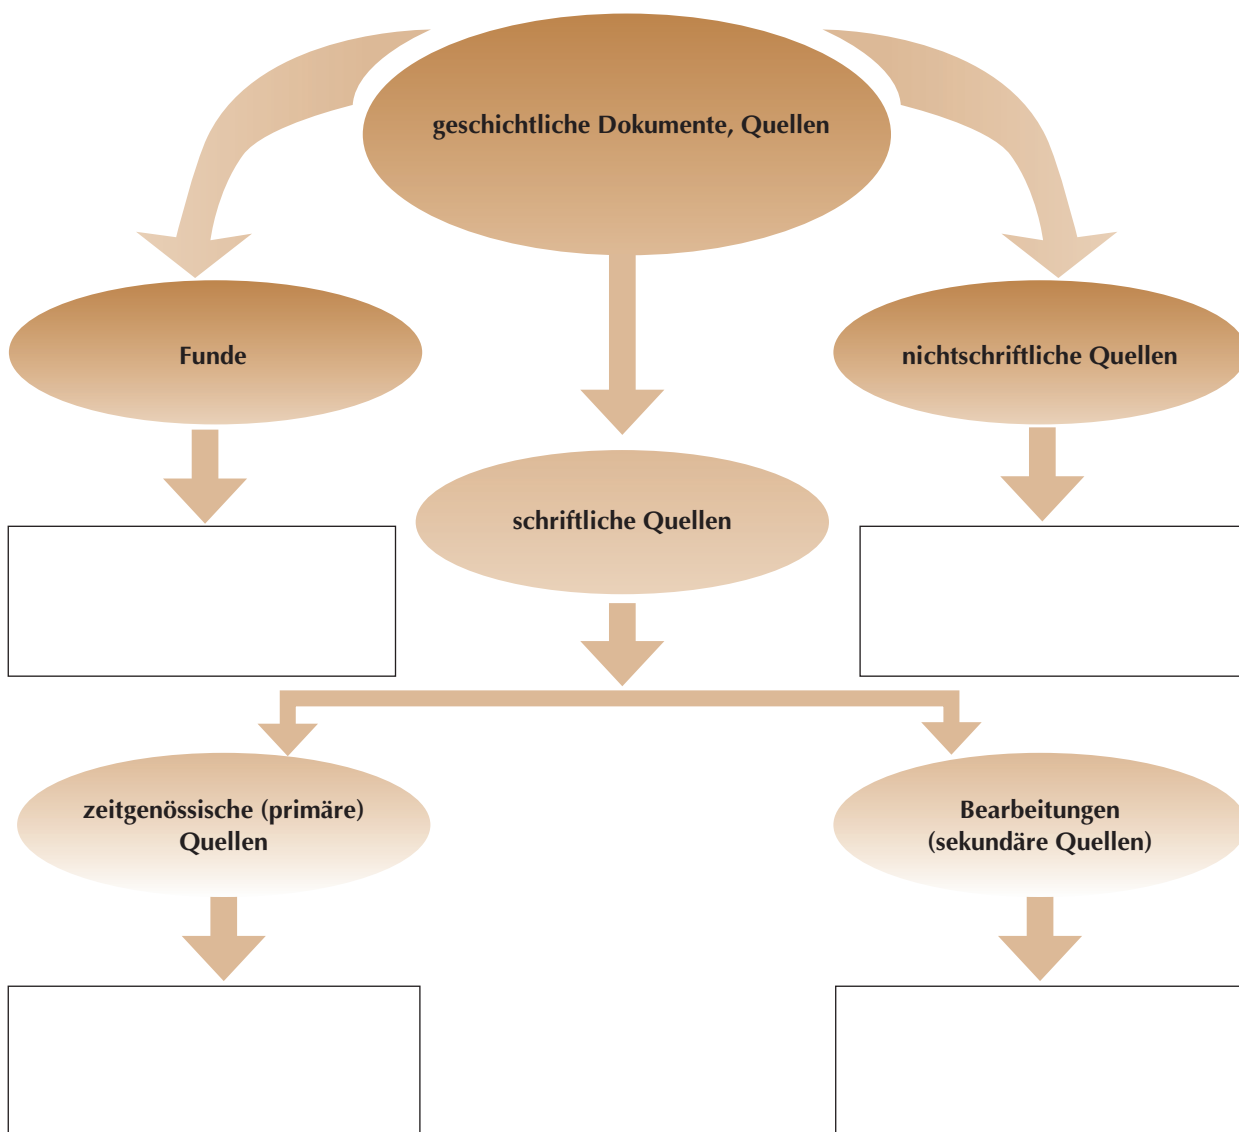 geschichtliche Dokumente, Quellen
Funde
nichtschriftliche Quellen
schriftliche Quellen
zeitgenössische (primäre)
Quellen
Bearbeitungen
(sekundäre Quellen)